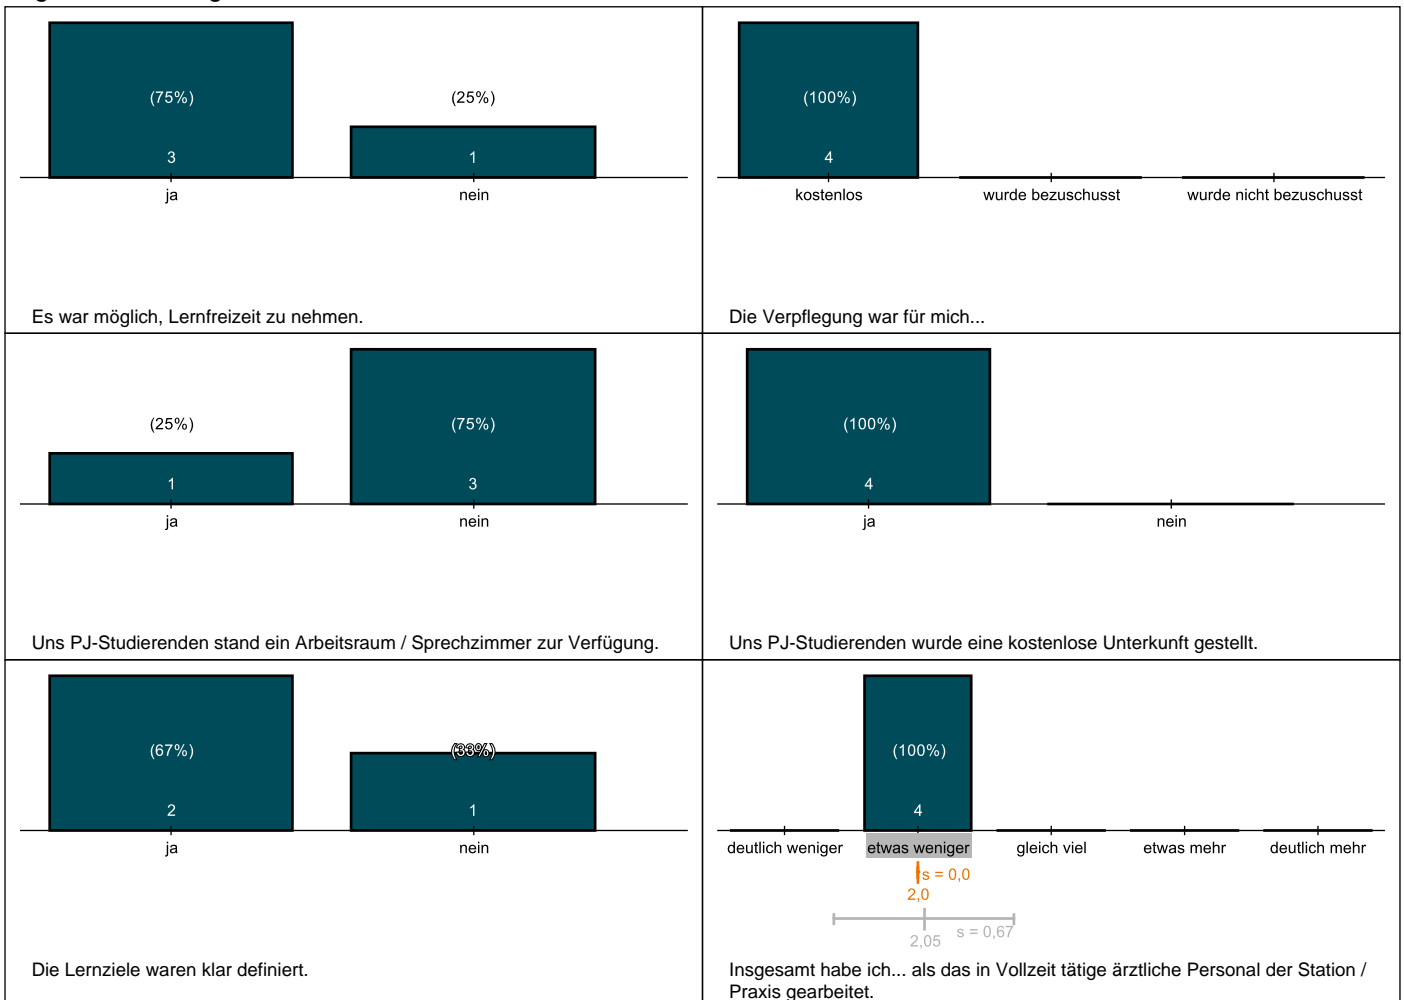 (75%)
(25%)
3
1
ja
nein
Es war möglich, Lernfreizeit zu nehmen.
(100%)
4
kostenlos
wurde bezuschusst
wurde nicht bezuschusst
Die Verpflegung war für mich...
(25%)
(75%)
1
3
ja
nein
Uns PJ-Studierenden stand ein Arbeitsraum / Sprechzimmer zur Verfügung.
(100%)
4
ja
nein
Uns PJ-Studierenden wurde eine kostenlose Unterkunft gestellt.
(67%)
(33%)
2
1
ja
nein
Die Lernziele waren klar definiert.
(100%)
4
deutlich weniger
etwas weniger
gleich viel
etwas mehr
deutlich mehr
s = 0,0
2,0
s = 0,67
2,05
Insgesamt habe ich... als das in Vollzeit tätige ärztliche Personal der Station /
Praxis gearbeitet.